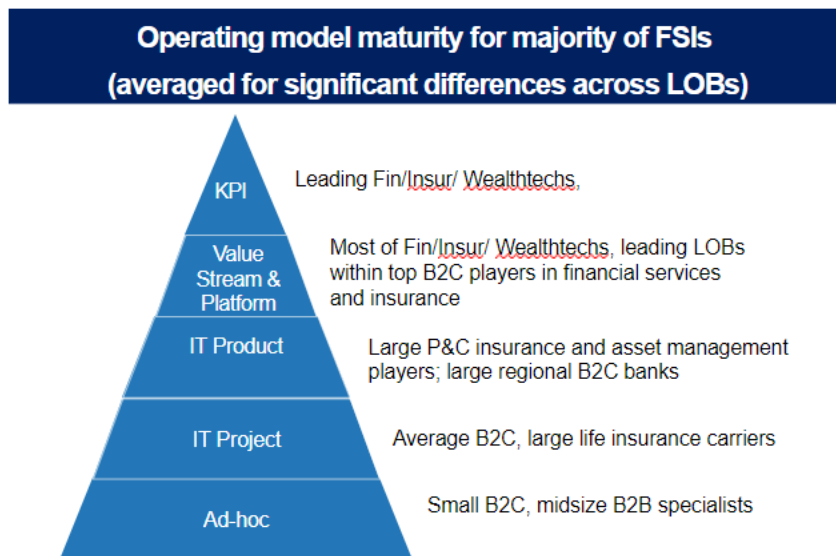 Operating model maturity for majority of FSIs
(averaged for significant differences across LOBs)
KPI
Leading Fin/Insur/ Wealthtechs,
Value
Stream &
Platform
Most of Fin/Insur/ Wealthtechs, leading LOBs
within top B2C players in financial services
and insurance
IT Product
Large P&C insurance and asset management
players; large regional B2C banks
IT Project
Average B2C, large life insurance carriers
Ad-hoc
Small B2C, midsize B2B specialists